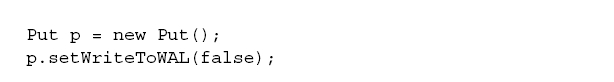 Put p = new Put();
p.setWriteToWAL(false);